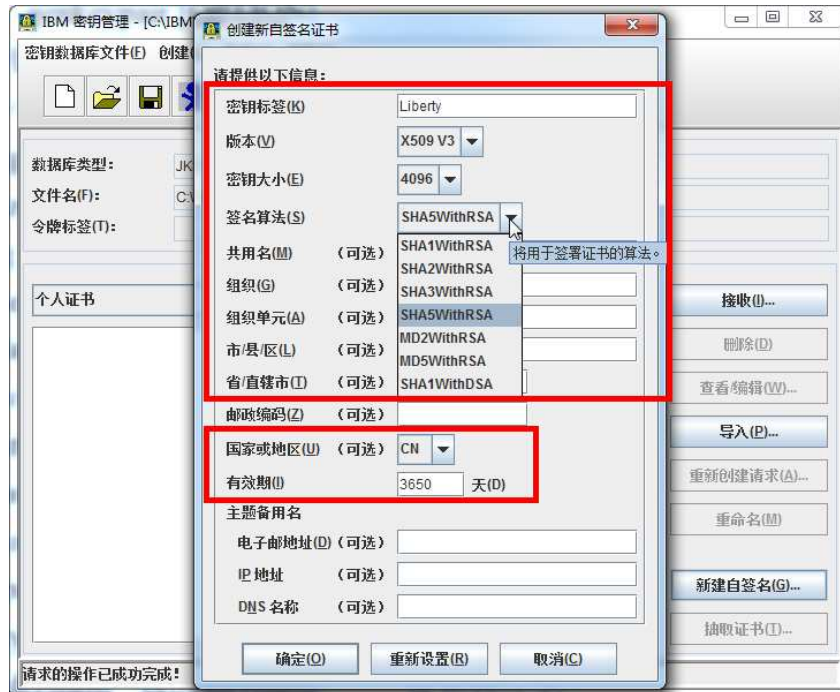 IBM 密钥管理 - [C:\IBM
创建新自签名证书
密钥数据库文件(F) 创建(
请提供以下信息:
密钥标签(K) Liberty
版本(V) X509 V3
数据库类型: JK
密钥大小(E) 4096
文件名(F): C:\
签名算法(S) SHA5WithRSA
令牌标签(T):
共用名(M) (可选) SHA1WithRSA
将用于签署证书的算法。
SHA2WithRSA
组织(G) (可选) SHA3WithRSA
个人证书
接收(I)...
组织单元(A) (可选) SHA5WithRSA
MD2WithRSA
删除(D)
市/县/区(L) (可选) MD5WithRSA
省/直辖市(T) (可选) SHA1WithDSA
查看/编辑(W)...
邮政编码(Z) (可选)
导入(P)...
国家或地区(U) (可选) CN
重新创建请求(A)...
有效期(I) 3650 天(D)
主题备用名
重命名(M)
电子邮地址(D) (可选)
IP 地址 (可选)
新建自签名(G)...
DNS 名称 (可选)
抽取证书(T)...
确定(O) 重新设置(R) 取消(C)
请求的操作已成功完成!